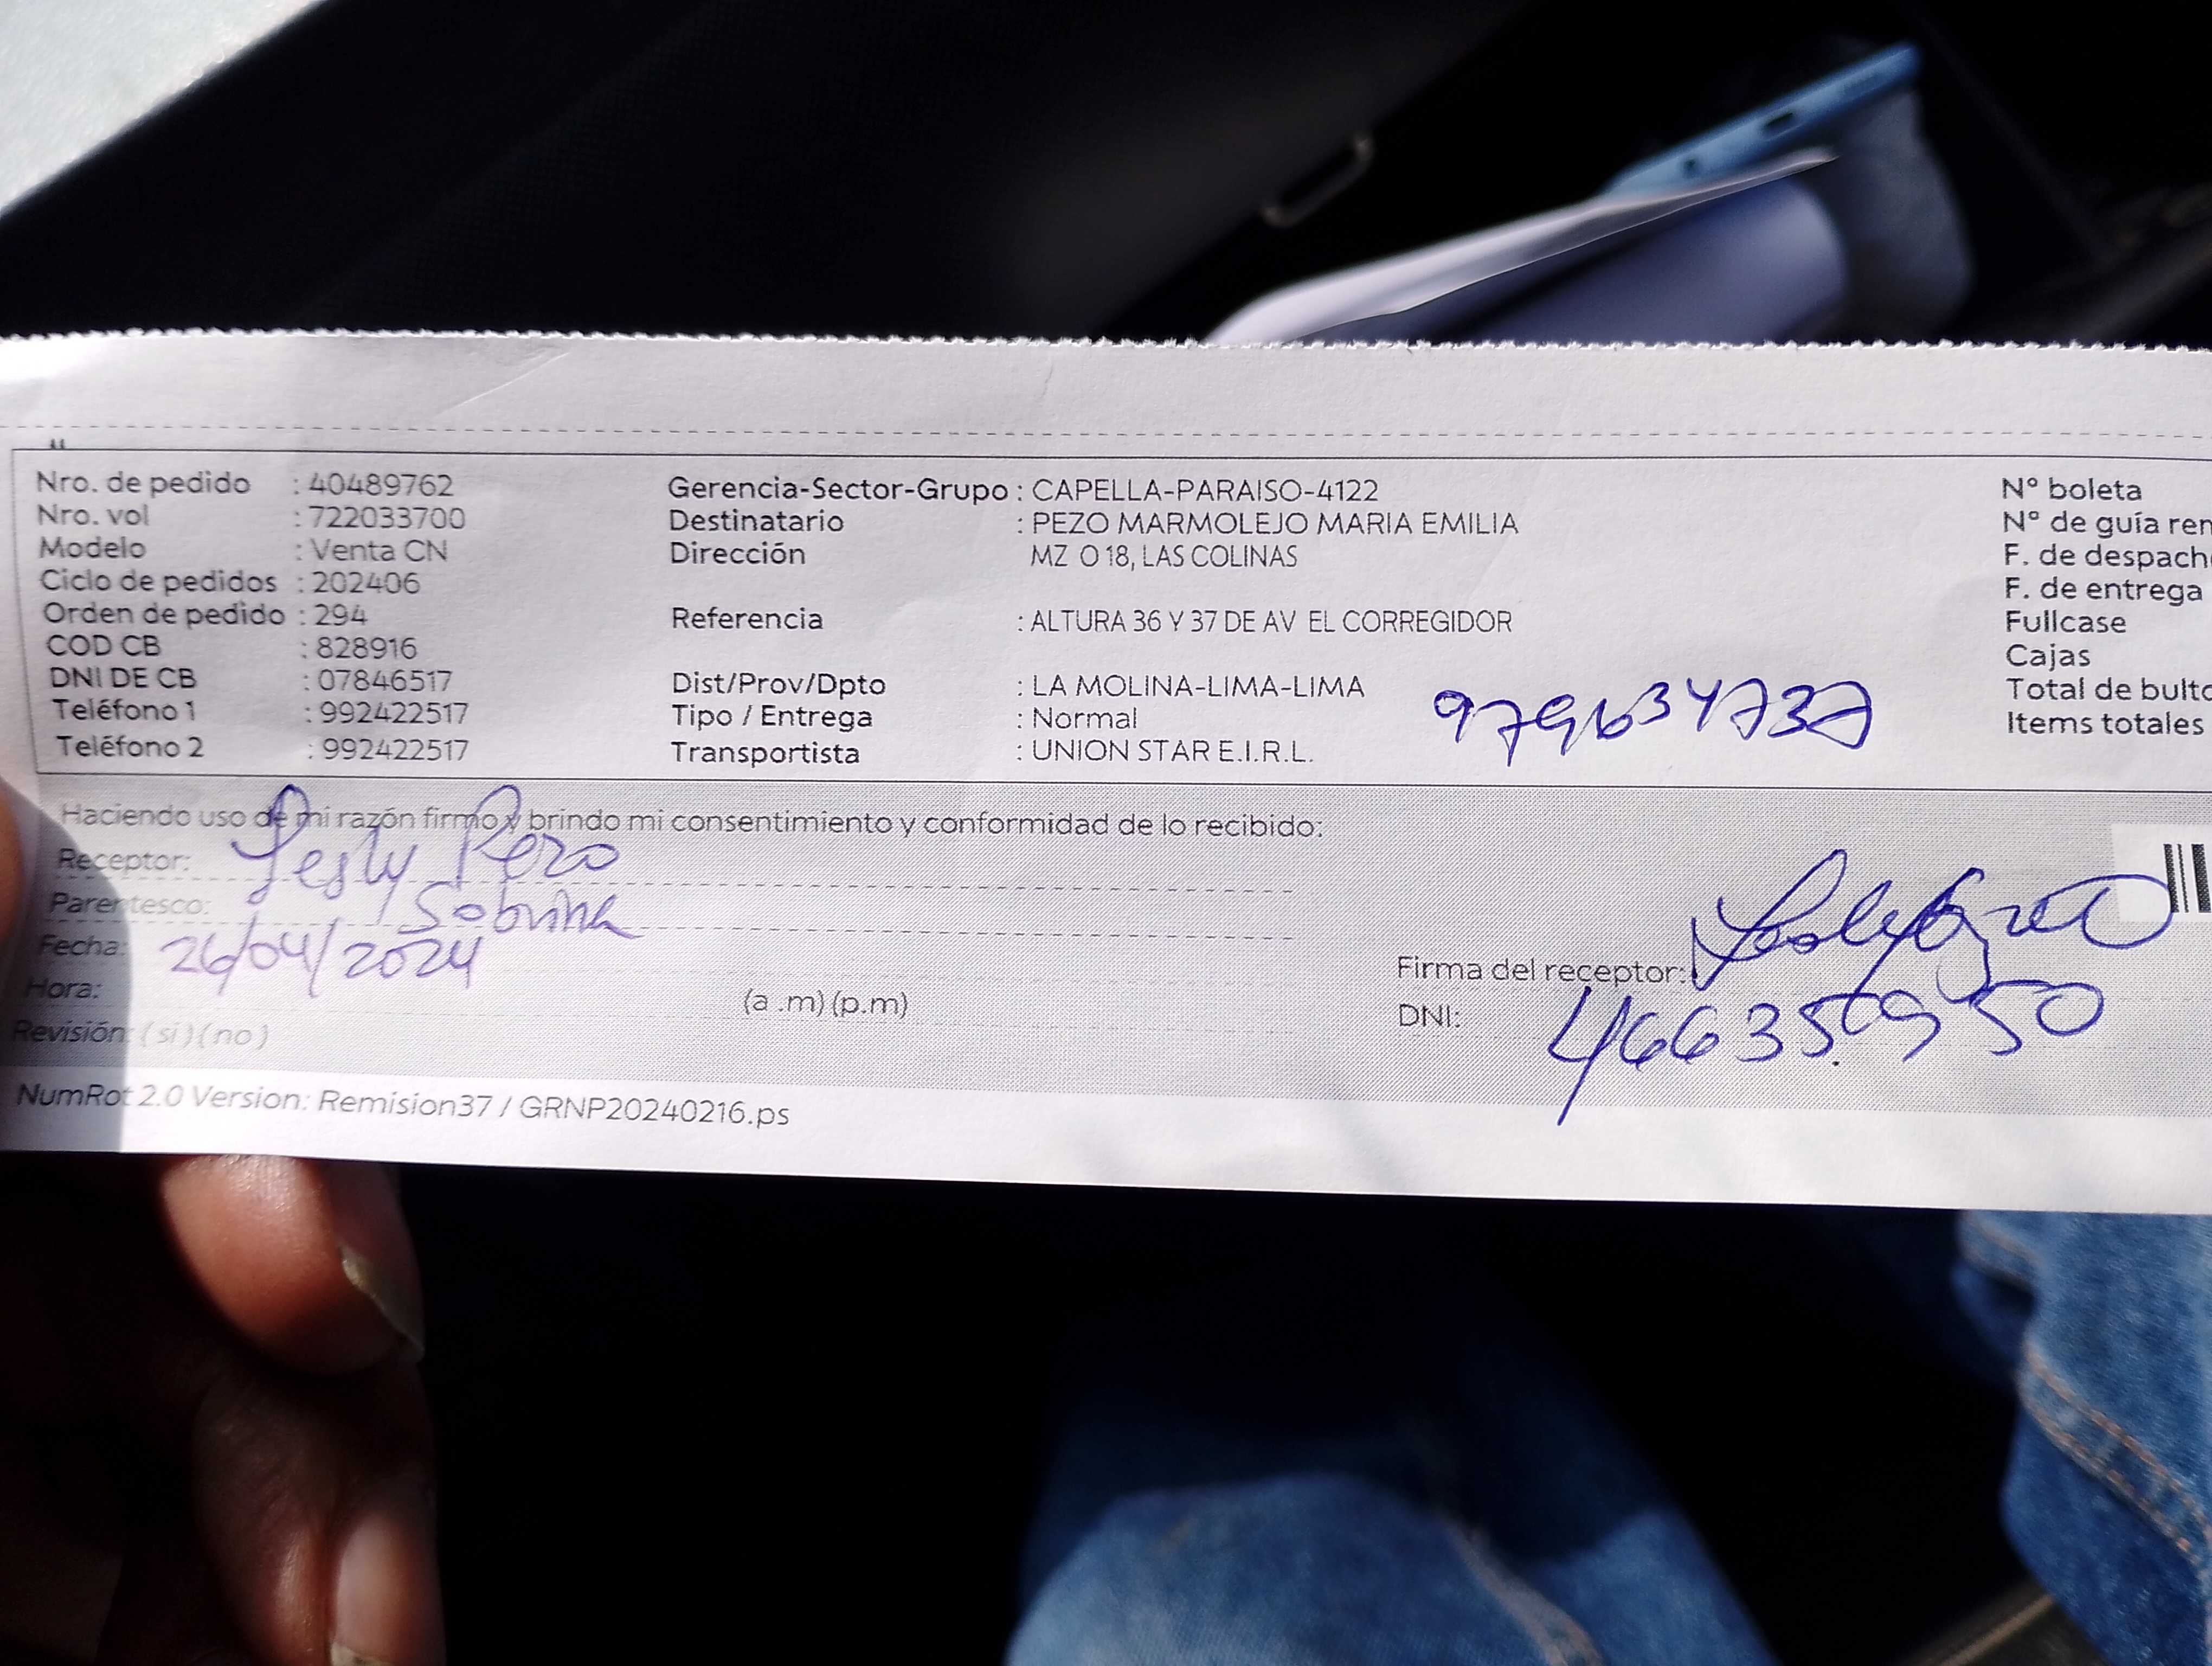 Nro. de pedido : 40489762
Nro. vol : 722033700
Modelo : Venta CN
Ciclo de pedidos : 202406
Orden de pedido : 294
COD CB : 828916
DNI DE CB : 07846517
Teléfono 1 : 992422517
Teléfono 2 : 992422517
Gerencia-Sector-Grupo : CAPELLA-PARAISO-4122
Destinatario : PEZO MARMOLEJO MARIA EMILIA
Dirección MZ O 18, LAS COLINAS
Referencia : ALTURA 36 Y 37 DE AV EL CORREGIDOR
Dist/Prov/Dpto : LA MOLINA-LIMA-LIMA
Tipo / Entrega : Normal
Transportista : UNION STAR E.I.R.L.
979634737
N° boleta
N° de guía rem
F. de despach
F. de entrega
Fullcase
Cajas
Total de bulto
Items totales
Haciendo uso de mi razón firmo y brindo mi consentimiento y conformidad de lo recibido:
Receptor: Lesly Pezo
Parentesco: Sobrina
Fecha: 26/04/2024
Hora: (a .m) (p.m)
Revisión: (si) (no)
Firma del receptor:
DNI:
NumRot 2.0 Version: Remision37 / GRNP20240216.ps